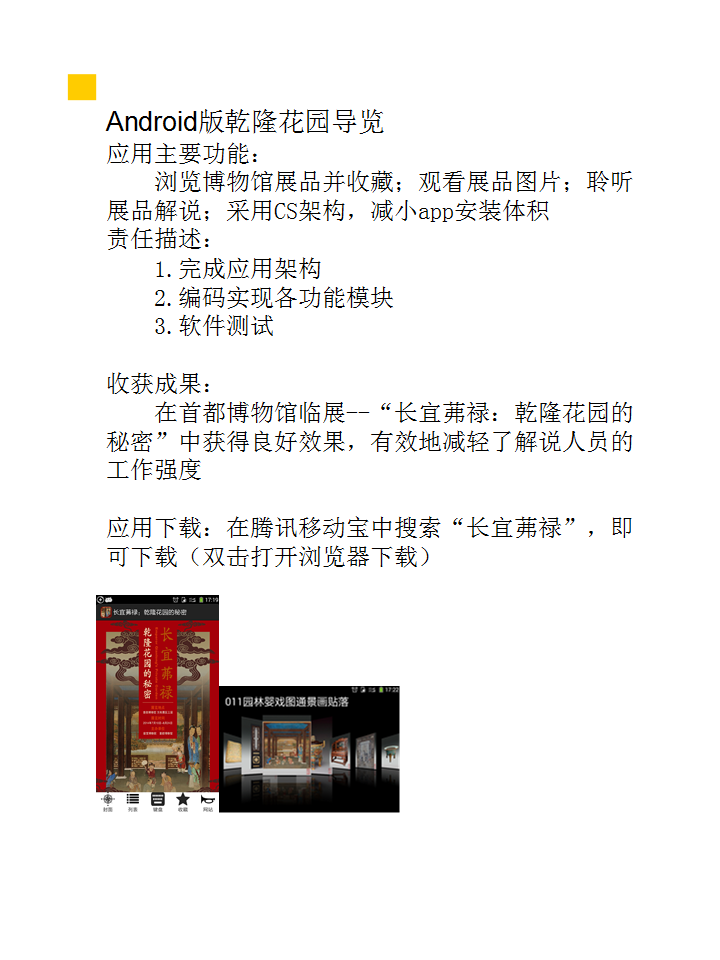 Android版乾隆花园导览
应用主要功能：
浏览博物馆展品并收藏；观看展品图片；聆听
展品解说；采用CS架构，减小app安装体积
责任描述：
1.完成应用架构
2.编码实现各功能模块
3.软件测试
收获成果：
在首都博物馆临展--“长宜茀禄：乾隆花园的
秘密”中获得良好效果，有效地减轻了解说人员的
工作强度
应用下载：在腾讯移动宝中搜索“长宜茀禄”，即
可下载（双击打开浏览器下载）
17:19
长宜茀禄：乾隆花园的秘密
长宜茀禄
乾隆花园的秘密
封面 列表 键盘 收藏 网站
17:22
011园林婴戏图通景画贴落